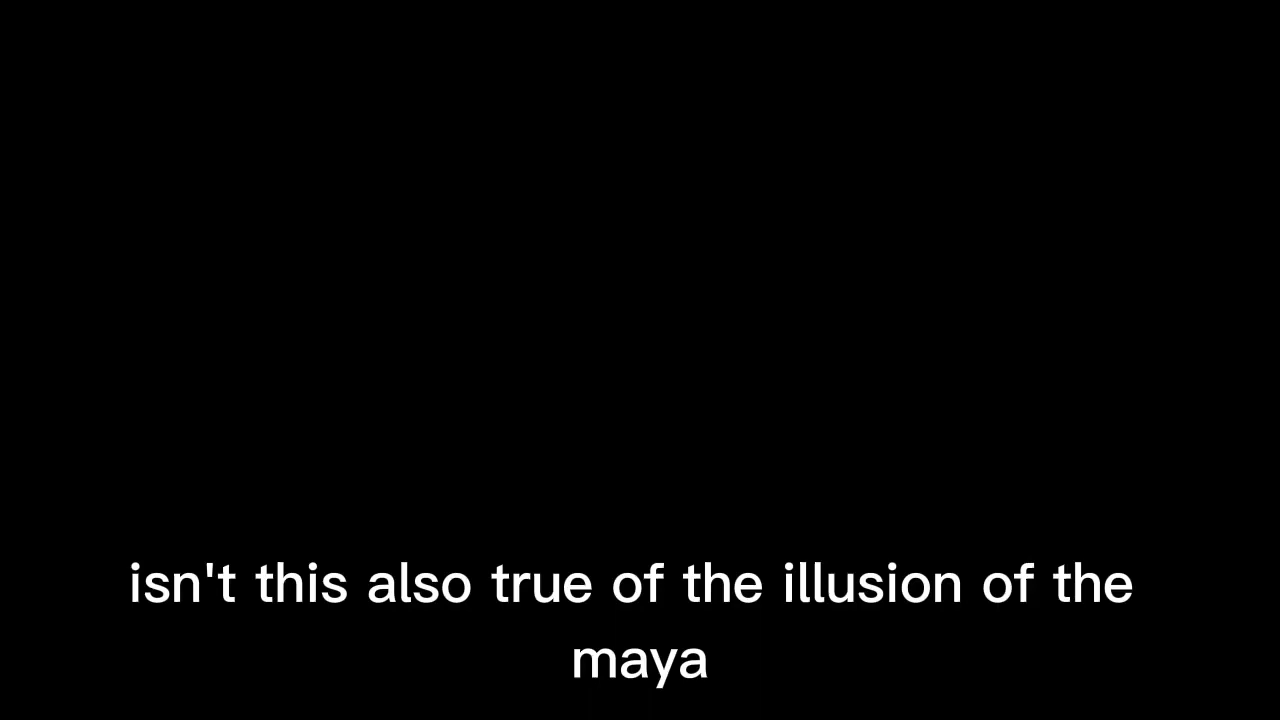 isn't this also true of the illusion of the
maya